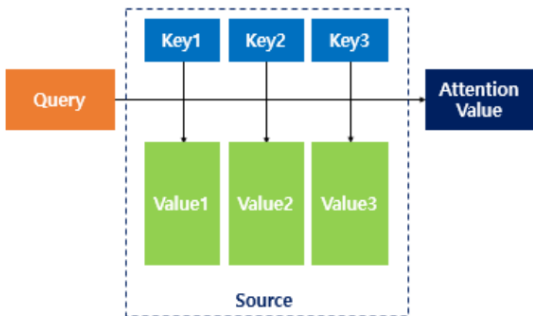 Key1 Key2 Key3
Query
Attention
Value
Value1 Value2 Value3
Source